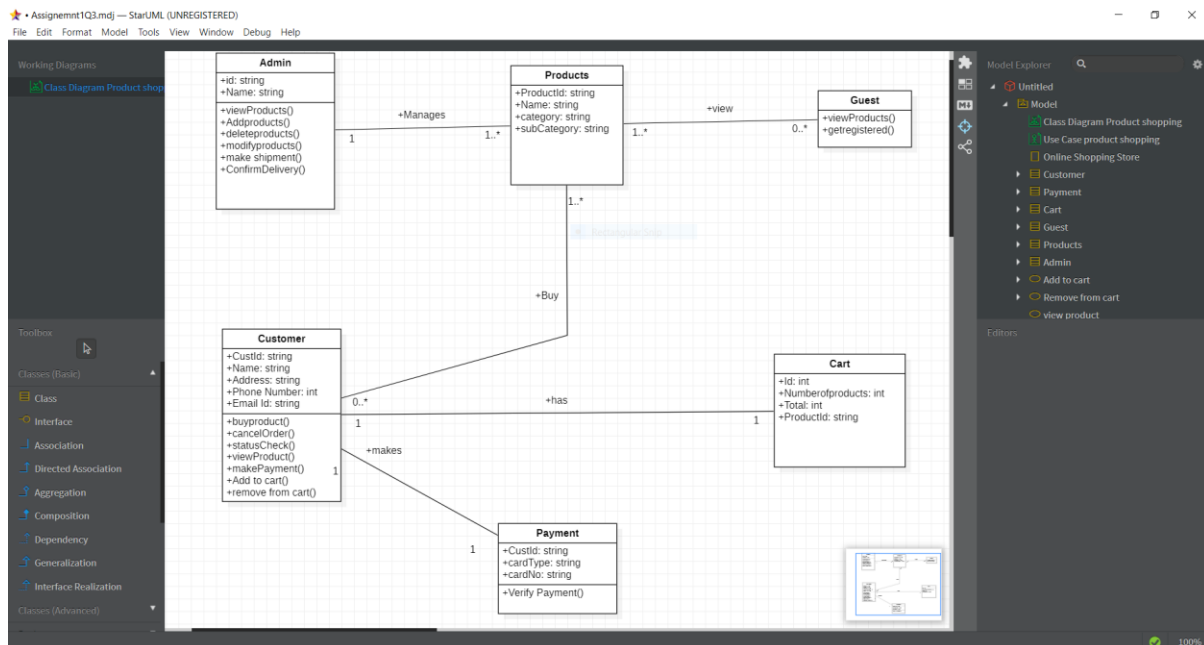 • Assignemnt1Q3.mdj — StarUML (UNREGISTERED)
File Edit Format Model Tools View Window Debug Help
Working Diagrams
Class Diagram Product shop
Admin
+id: string
+Name: string
+viewProducts()
+Addproducts()
+deleteproducts()
+modifyproducts()
+make shipment()
+ConfirmDelivery()
+Manages
1
1..*
Products
+ProductId: string
+Name: string
+category: string
+subCategory: string
+view
1..*
0..*
Guest
+viewProducts()
+getregistered()
1..*
Rectangular Snip
+Buy
Customer
+CustId: string
+Name: string
+Address: string
+Phone Number: int
+Email Id: string
+buyproduct()
+cancelOrder()
+statusCheck()
+viewProduct()
+makePayment()
+Add to cart()
+remove from cart()
0..*
+has
1
1
Cart
+Id: int
+Numberofproducts: int
+Total: int
+ProductId: string
+makes
1
1
Payment
+CustId: string
+cardType: string
+cardNo: string
+Verify Payment()
Toolbox
Classes (Basic)
Class
Interface
Association
Directed Association
Aggregation
Composition
Dependency
Generalization
Interface Realization
Classes (Advanced)
Model Explorer
Untitled
Model
Class Diagram Product shopping
Use Case product shopping
Online Shopping Store
Customer
Payment
Cart
Guest
Products
Admin
Add to cart
Remove from cart
view product
Editors
100%